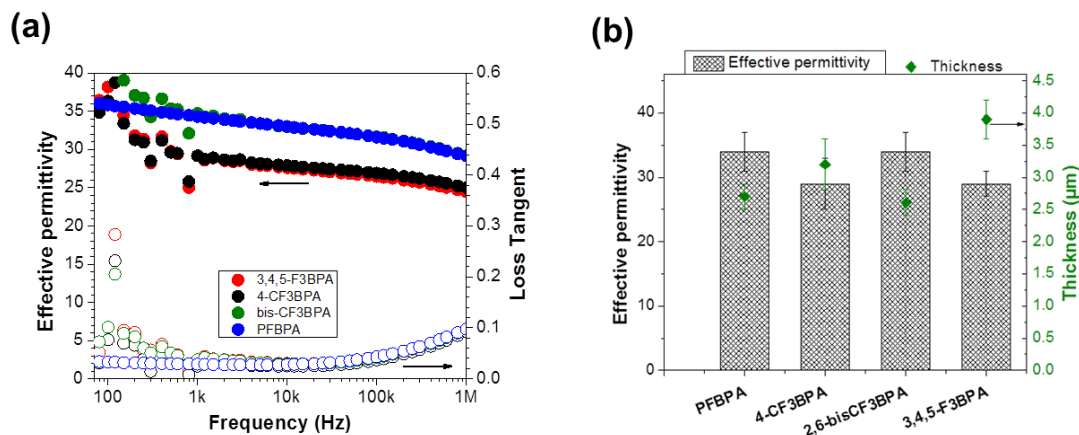 (a)
40
35
30
25
20
15
10
5
0
Effective permittivity
0.6
0.5
0.4
0.3
0.2
0.1
0.0
Loss Tangent
3,4,5-F3BPA
4-CF3BPA
bis-CF3BPA
PFBPA
100
1k
10k
100k
1M
Frequency (Hz)
(b)
Effective permittivity
Thickness
40
30
20
10
0
Effective permittivity
4.5
4.0
3.5
3.0
2.5
2.0
1.5
1.0
0.5
0.0
Thickness (µm)
PFBPA
4-CF3BPA
2,6-bisCF3BPA
3,4,5-F3BPA